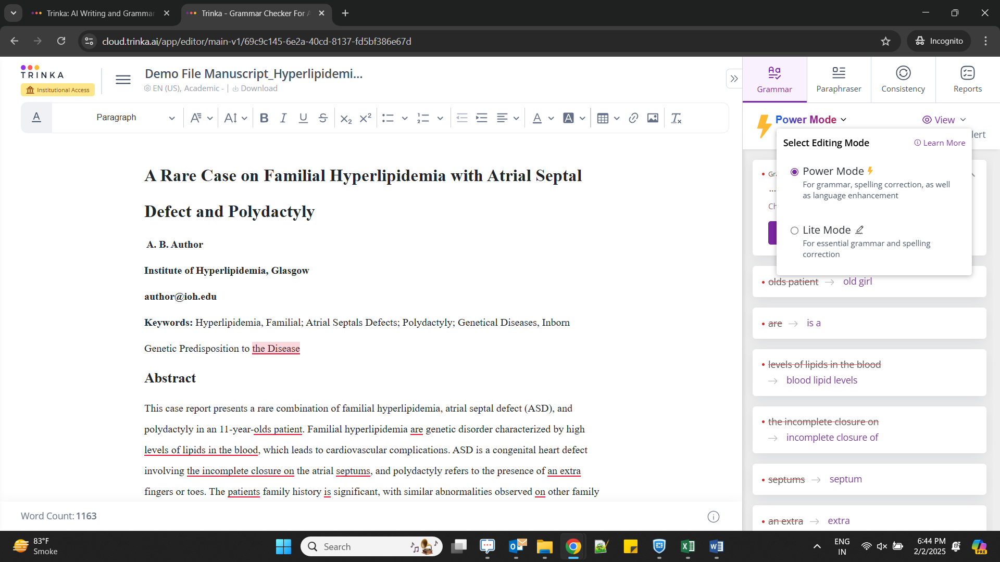 Trinka: AI Writing and Grammar
Trinka - Grammar Checker For A
cloud.trinka.ai/app/editor/main-v1/69c9c145-6e2a-40cd-8137-fd5bf386e67d
Incognito
TRINKA
Institutional Access
Demo File Manuscript_Hyperlipidemi...
EN (US), Academic - | Download
Grammar
Paraphraser
Consistency
Reports
Paragraph
Power Mode
View
lert
Select Editing Mode
Learn More
Power Mode
For grammar, spelling correction, as well
as language enhancement
Lite Mode
For essential grammar and spelling
correction
Gr
...
Ch
olds patient → old girl
are → is a
levels of lipids in the blood
→ blood lipid levels
the incomplete closure on
→ incomplete closure of
septums → septum
an extra → extra
A Rare Case on Familial Hyperlipidemia with Atrial Septal
Defect and Polydactyly
A. B. Author
Institute of Hyperlipidemia, Glasgow
author@ioh.edu
Keywords: Hyperlipidemia, Familial; Atrial Septals Defects; Polydactyly; Genetical Diseases, Inborn
Genetic Predisposition to the Disease
Abstract
This case report presents a rare combination of familial hyperlipidemia, atrial septal defect (ASD), and
polydactyly in an 11-year-olds patient. Familial hyperlipidemia are genetic disorder characterized by high
levels of lipids in the blood, which leads to cardiovascular complications. ASD is a congenital heart defect
involving the incomplete closure on the atrial septums, and polydactyly refers to the presence of an extra
fingers or toes. The patients family history is significant, with similar abnormalities observed on other family
Word Count: 1163
83°F
Smoke
Search
ENG
IN
6:44 PM
2/2/2025
PRE